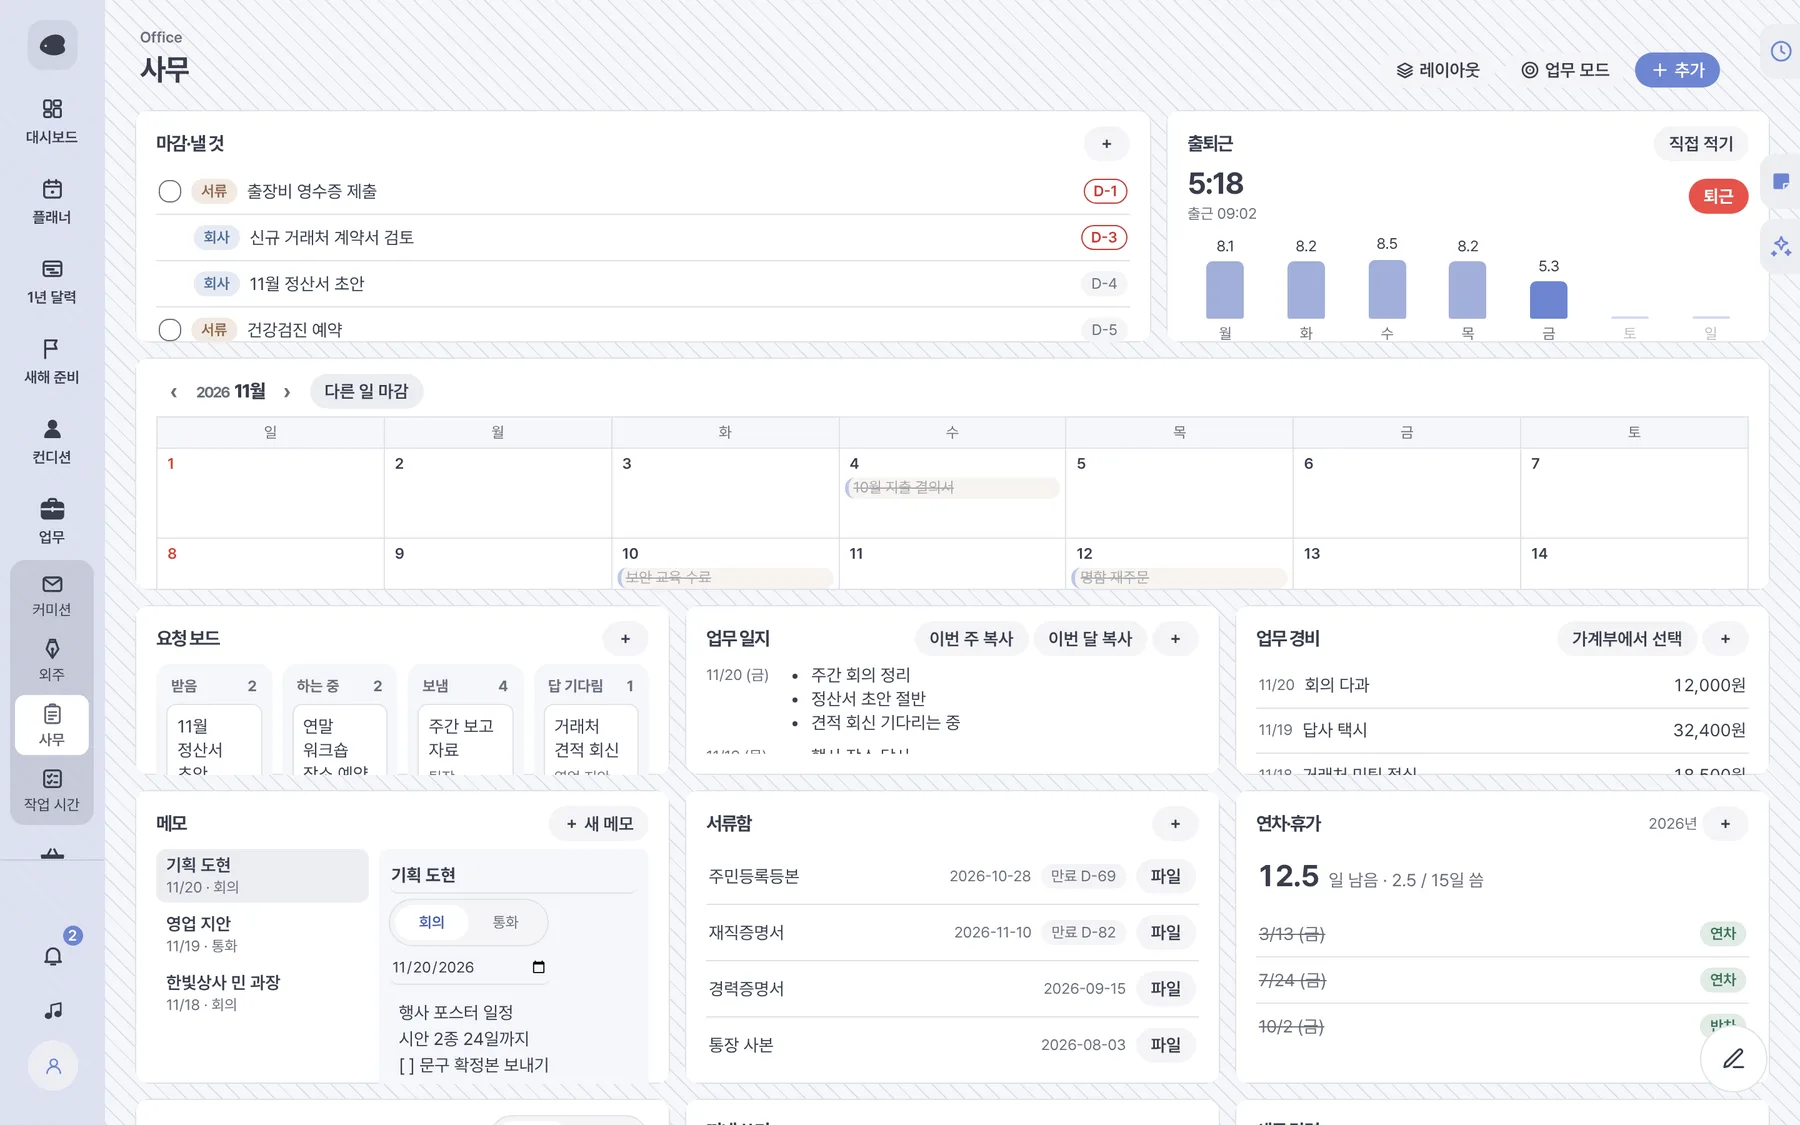 Office
사무
레이아웃
업무 모드
+ 추가
대시보드
플래너
1년 달력
새해 준비
컨디션
업무
커미션
외주
사무
작업 시간
2
마감·낼 것
+
서류 출장비 영수증 제출 D-1
회사 신규 거래처 계약서 검토 D-3
회사 11월 정산서 초안 D-4
서류 건강검진 예약 D-5
출퇴근
직접 적기
5:18
출근 09:02
퇴근
8.1 8.2 8.5 8.2 5.3
월 화 수 목 금 토 일
‹ 2026 11월 › 다른 일 마감
일 월 화 수 목 금 토
1 2 3 4 5 6 7
10월 지출 결의서
8 9 10 11 12 13 14
보안 교육 수료 명함 재주문
요청 보드
+
받음 2
11월
정산서
초안
하는 중 2
연말
워크숍
장소 예약
보냄 4
주간 보고
자료
답 기다림 1
거래처
견적 회신
업무 일지
이번 주 복사 이번 달 복사 +
11/20 (금)
• 주간 회의 정리
• 정산서 초안 절반
• 견적 회신 기다리는 중
업무 경비
가계부에서 선택 +
11/20 회의 다과 12,000원
11/19 답사 택시 32,400원
11/18 거래처 미팅 점심 18,500원
메모
+ 새 메모
기획 도현
11/20 · 회의
영업 지안
11/19 · 통화
한빛상사 민 과장
11/18 · 회의
기획 도현
회의 통화
11/20/2026
행사 포스터 일정
시안 2종 24일까지
[ ] 문구 확정본 보내기
서류함
+
주민등록등본 2026-10-28 만료 D-69 파일
재직증명서 2026-11-10 만료 D-82 파일
경력증명서 2026-09-15 파일
통장 사본 2026-08-03 파일
연차·휴가
2026년 +
12.5 일 남음 · 2.5 / 15일 씀
3/13 (금) 연차
7/24 (금) 연차
10/2 (금) 반차